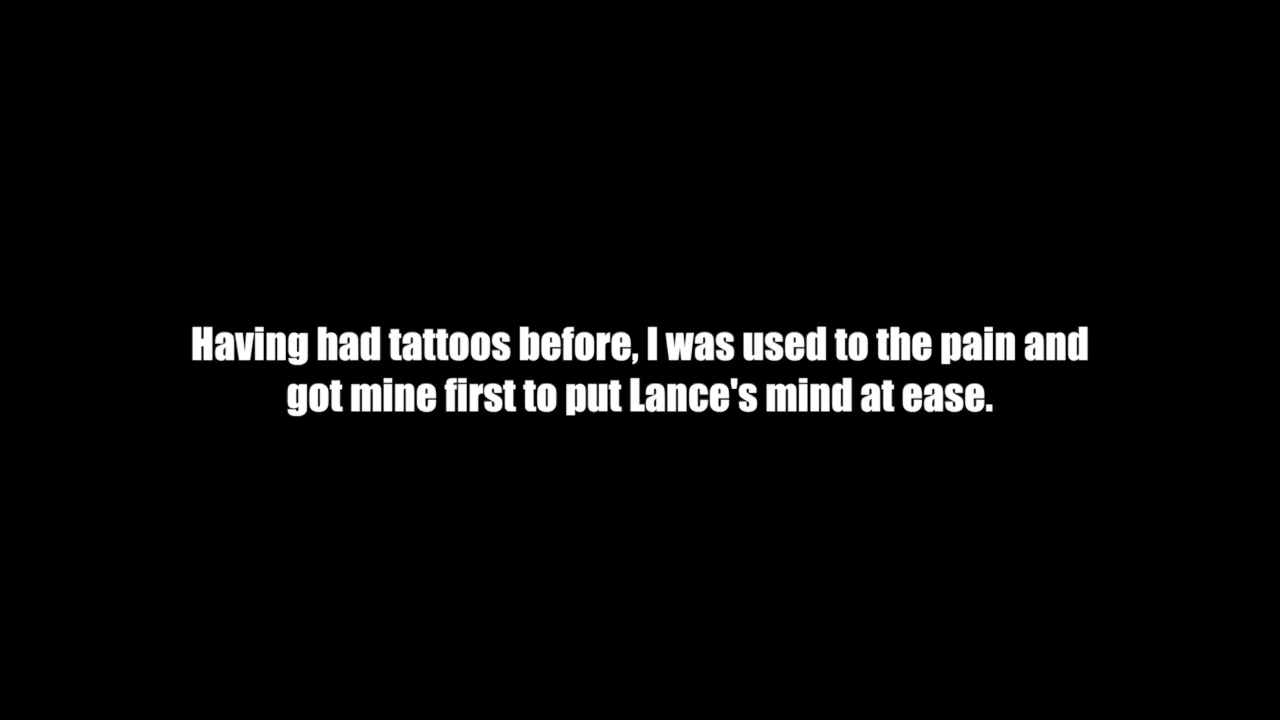 Having had tattoos before, I was used to the pain and
got mine first to put Lance's mind at ease.